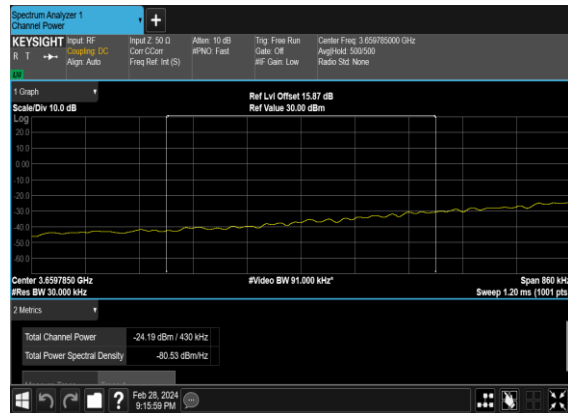 Spectrum Analyzer 1
Channel Power
+
KEYSIGHT Input: RF Input Z: 50 Ω Atten: 10 dB Trig: Free Run Center Freq: 3.659785000 GHz
R T Coupling: DC Corr CCorr #PNO: Fast Gate: Off Avg|Hold: 500/500
Align: Auto Freq Ref: Int (S) #IF Gain: Low Radio Std: None
1 Graph
Ref Lvl Offset 15.87 dB
Scale/Div 10.0 dB Ref Value 30.00 dBm
Log
20.0
10.0
0.00
-10.0
-20.0
-30.0
-40.0
-50.0
-60.0
Center 3.6597850 GHz #Video BW 91.000 kHz* Span 860 kHz
#Res BW 30.000 kHz Sweep 1.20 ms (1001 pts
2 Metrics
Total Channel Power -24.19 dBm / 430 kHz
Total Power Spectral Density -80.53 dBm/Hz
? Feb 28, 2024
9:15:59 PM